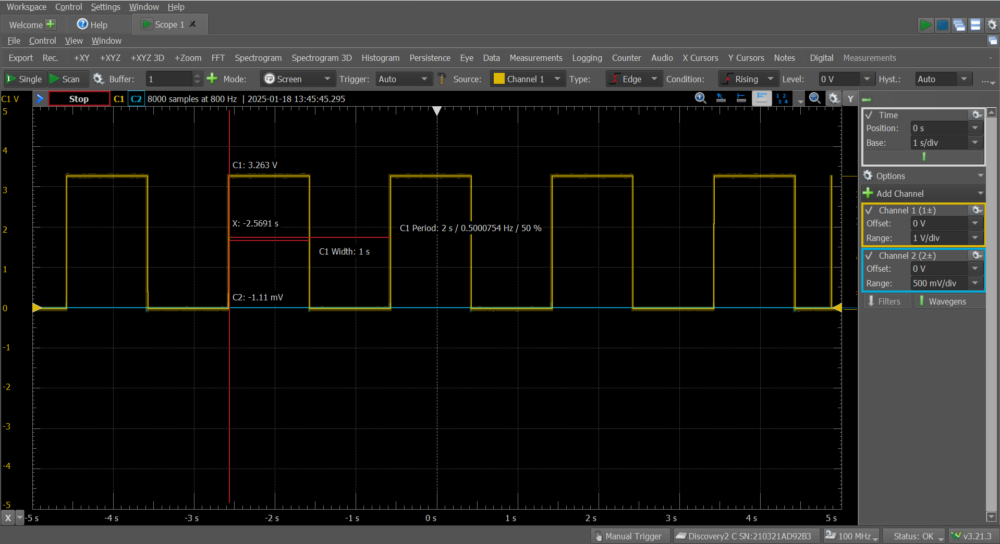 Workspace Control Settings Window Help
Welcome Help Scope 1
File Control View Window
Export Rec. +XY +XYZ +XYZ 3D +Zoom FFT Spectrogram Spectrogram 3D Histogram Persistence Eye Data Measurements Logging Counter Audio X Cursors Y Cursors Notes Digital Measurements -
1 Single Scan Buffer: 1 Mode: Screen Trigger: Auto Source: Channel 1 Type: Edge Condition: Rising Level: 0 V Hyst.: Auto ...
C1 V Stop C1 C2 8000 samples at 800 Hz | 2025-01-18 13:45:45.295 1 1 2 3 4 Y
5
4
3
2
1
0
-1
-2
-3
-4
-5
C1: 3.263 V
X: -2.5691 s
C1 Period: 2 s / 0.5000754 Hz / 50 %
C1 Width: 1 s
C2: -1.11 mV
X -5 s -4 s -3 s -2 s -1 s 0 s 1 s 2 s 3 s 4 s 5 s
Time
Position: 0 s
Base: 1 s/div
Options
Add Channel
Channel 1 (1±)
Offset: 0 V
Range: 1 V/div
Channel 2 (2±)
Offset: 0 V
Range: 500 mV/div
Filters Wavegens
Manual Trigger Discovery2 C SN:210321AD92B3 100 MHz Status: OK W v3.21.3